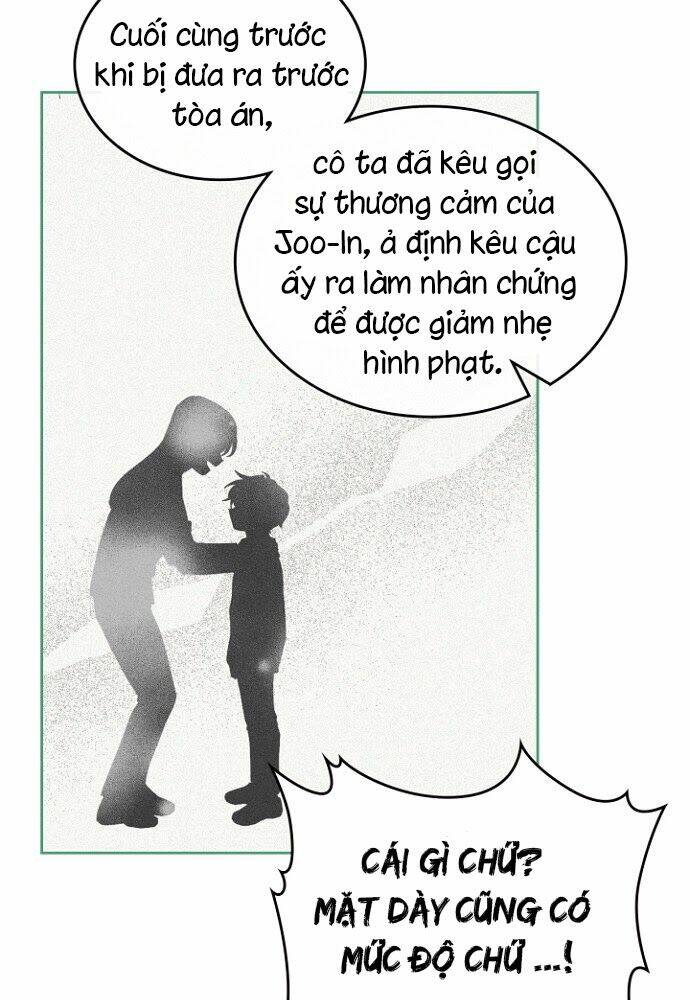 Cuối cùng trước
khi bị đưa ra trước
tòa án,
cô ta đã kêu gọi
sự thương cảm của
Joo-In, ả định kêu cậu
ấy ra làm nhân chứng
để được giảm nhẹ
hình phạt.
CÁI GÌ CHỨ?
MẶT DÀY CŨNG CÓ
MỨC ĐỘ CHỨ ...!